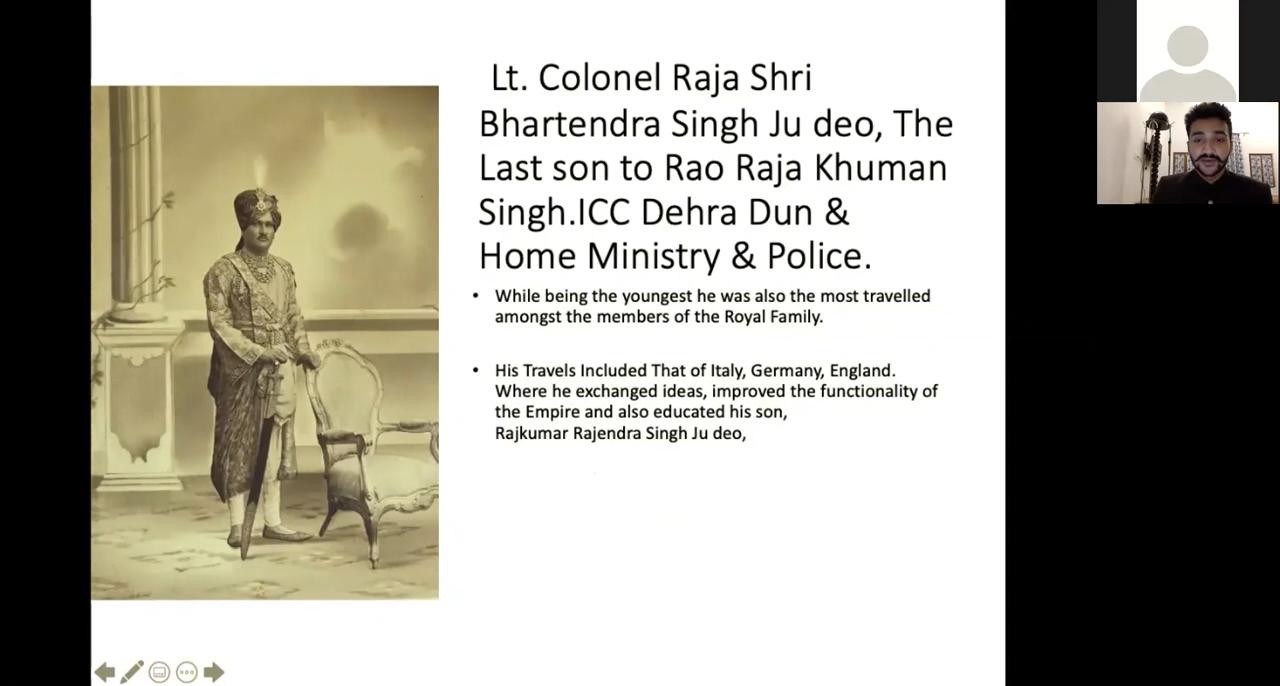 Lt. Colonel Raja Shri
Bhartendra Singh Ju deo, The
Last son to Rao Raja Khuman
Singh.ICC Dehra Dun &
Home Ministry & Police.
• While being the youngest he was also the most travelled
amongst the members of the Royal Family.
• His Travels Included That of Italy, Germany, England.
Where he exchanged ideas, improved the functionality of
the Empire and also educated his son,
Rajkumar Rajendra Singh Ju deo,